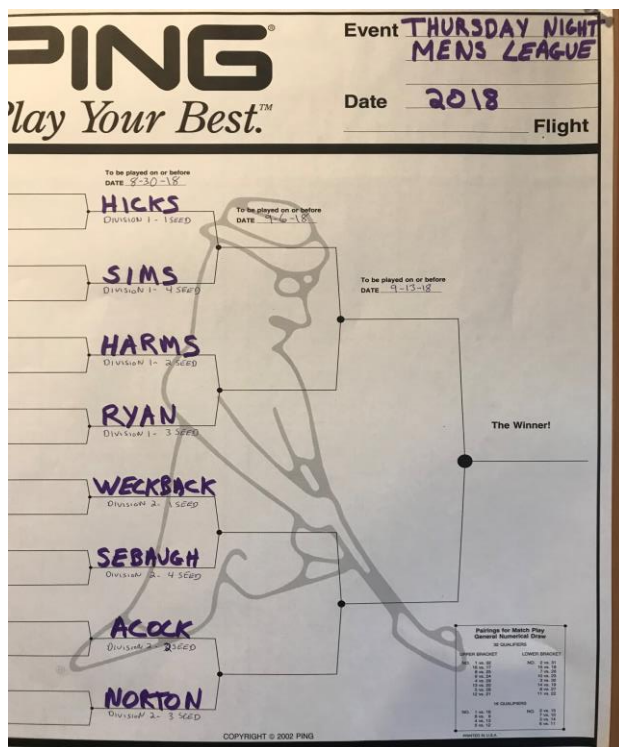 PING®
Play Your Best.™
Event THURSDAY NIGHT
MENS LEAGUE
Date 2018
Flight
To be played on or before
DATE 8-30-18
HICKS
DIVISION 1 - 1 SEED
To be played on or before
DATE 9-6-18
SIMS
DIVISION 1 - 4 SEED
To be played on or before
DATE 9-13-18
HARMS
DIVISION 1 - 2 SEED
RYAN
DIVISION 1 - 3 SEED
The Winner!
WECKBACK
DIVISION 2 - 1 SEED
SEBAUGH
DIVISION 2 - 4 SEED
ACOCK
DIVISION 2 - 2 SEED
NORTON
DIVISION 2 - 3 SEED
Pairings for Match Play
General Numerical Draw
UPPER BRACKET LOWER BRACKET
COPYRIGHT © 2002 PING
PRINTED IN U.S.A.